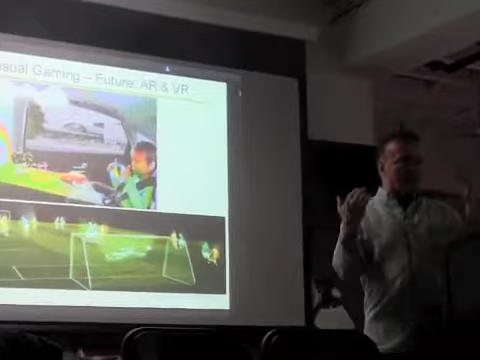 sual Gaming – Future, AR & VR